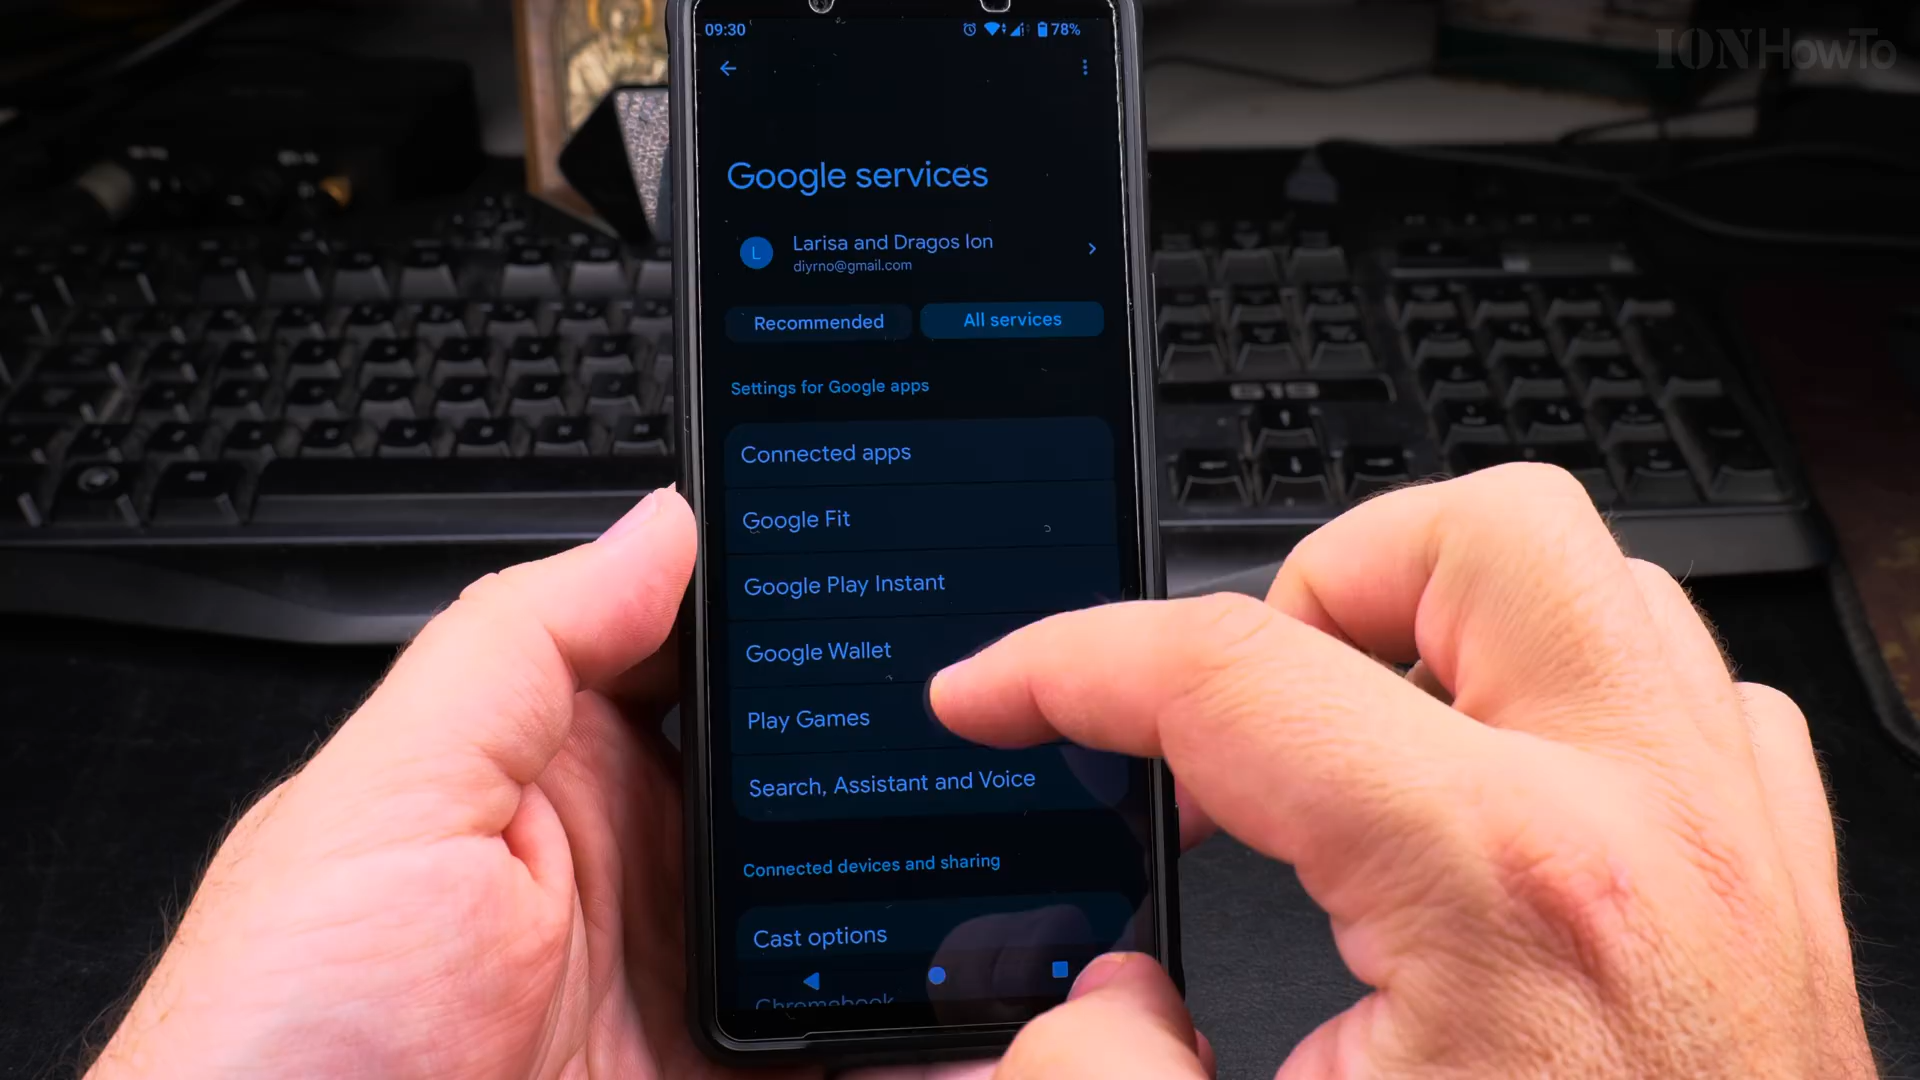 IONHowTo
09:30
78%
Google services
L
Larisa and Dragos Ion
diyrno@gmail.com
Recommended
All services
Settings for Google apps
Connected apps
Google Fit
Google Play Instant
Google Wallet
Play Games
Search, Assistant and Voice
Connected devices and sharing
Cast options
Chromebook
G19